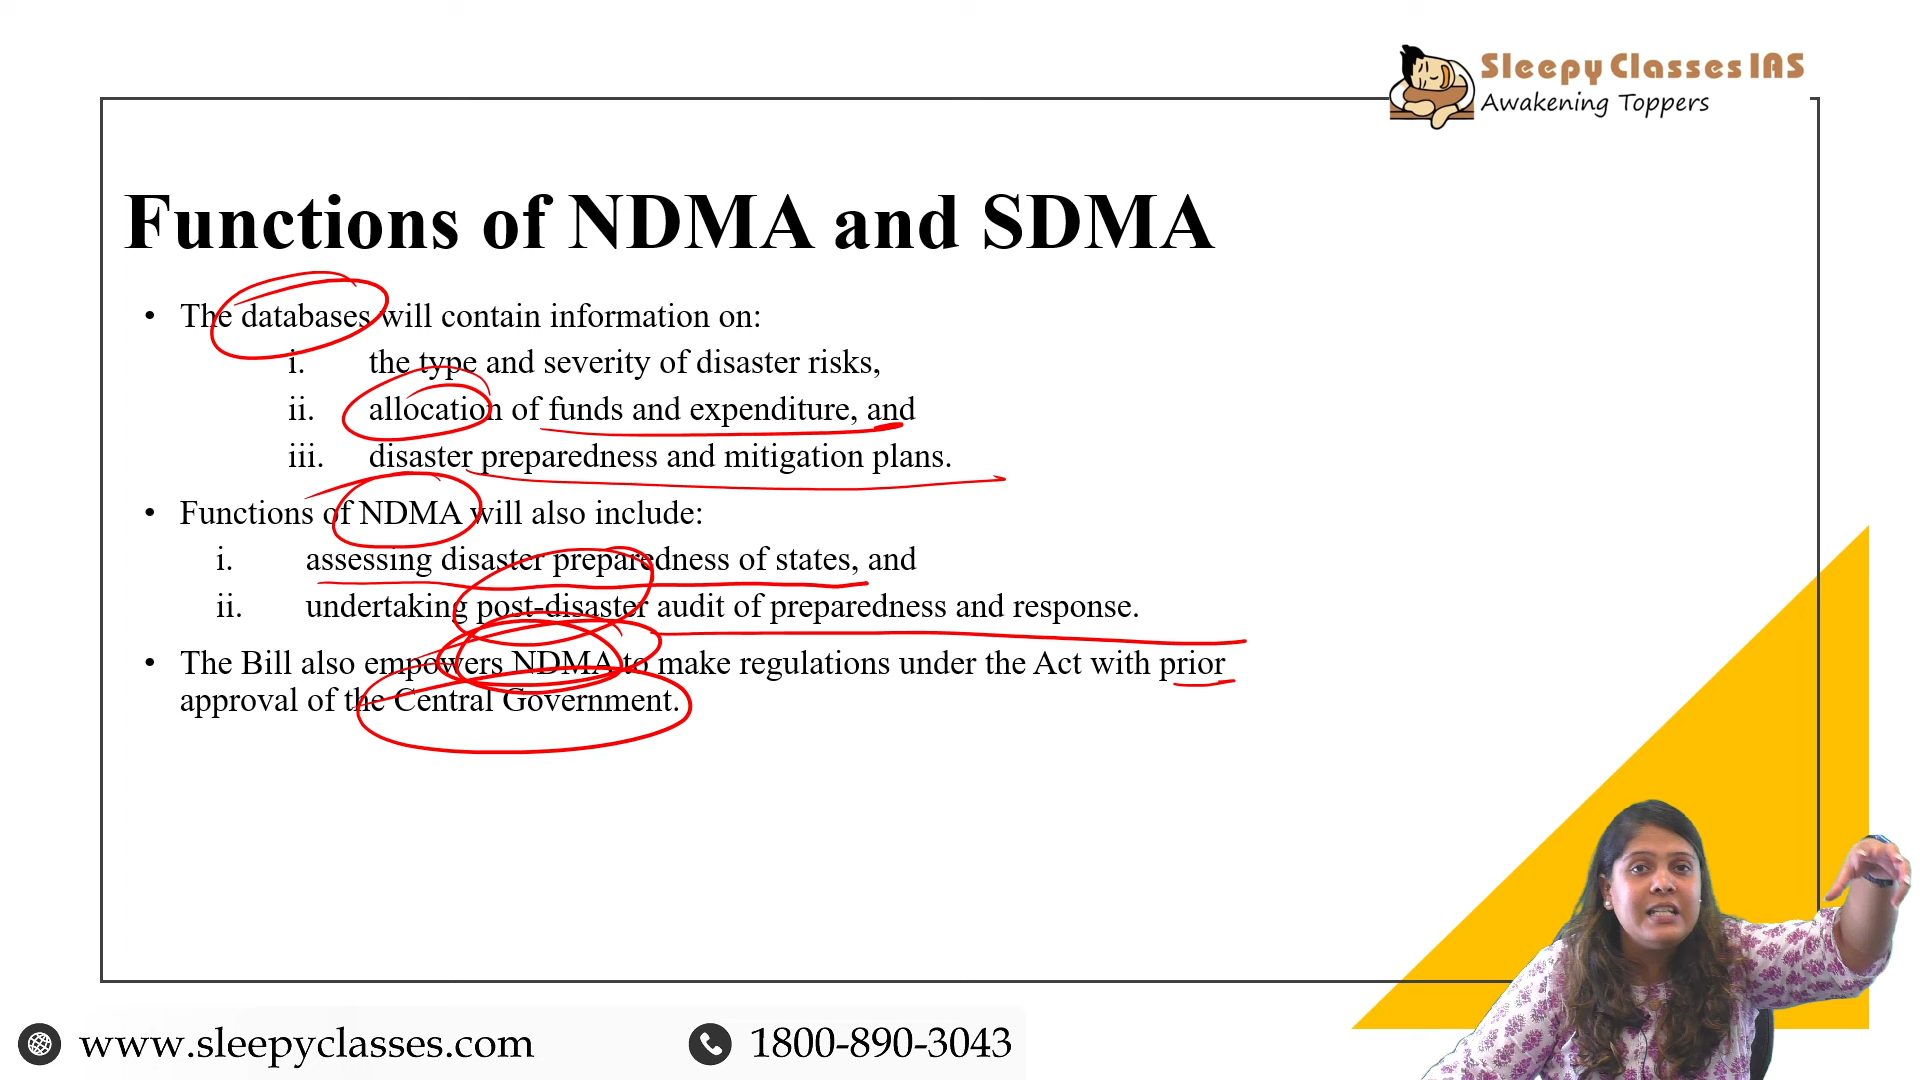 Sleepy Classes IAS
Awakening Toppers
Functions of NDMA and SDMA
• The databases will contain information on:
i. the type and severity of disaster risks,
ii. allocation of funds and expenditure, and
iii. disaster preparedness and mitigation plans.
• Functions of NDMA will also include:
i. assessing disaster preparedness of states, and
ii. undertaking post-disaster audit of preparedness and response.
• The Bill also empowers NDMA to make regulations under the Act with prior
approval of the Central Government.
www.sleepyclasses.com
1800-890-3043